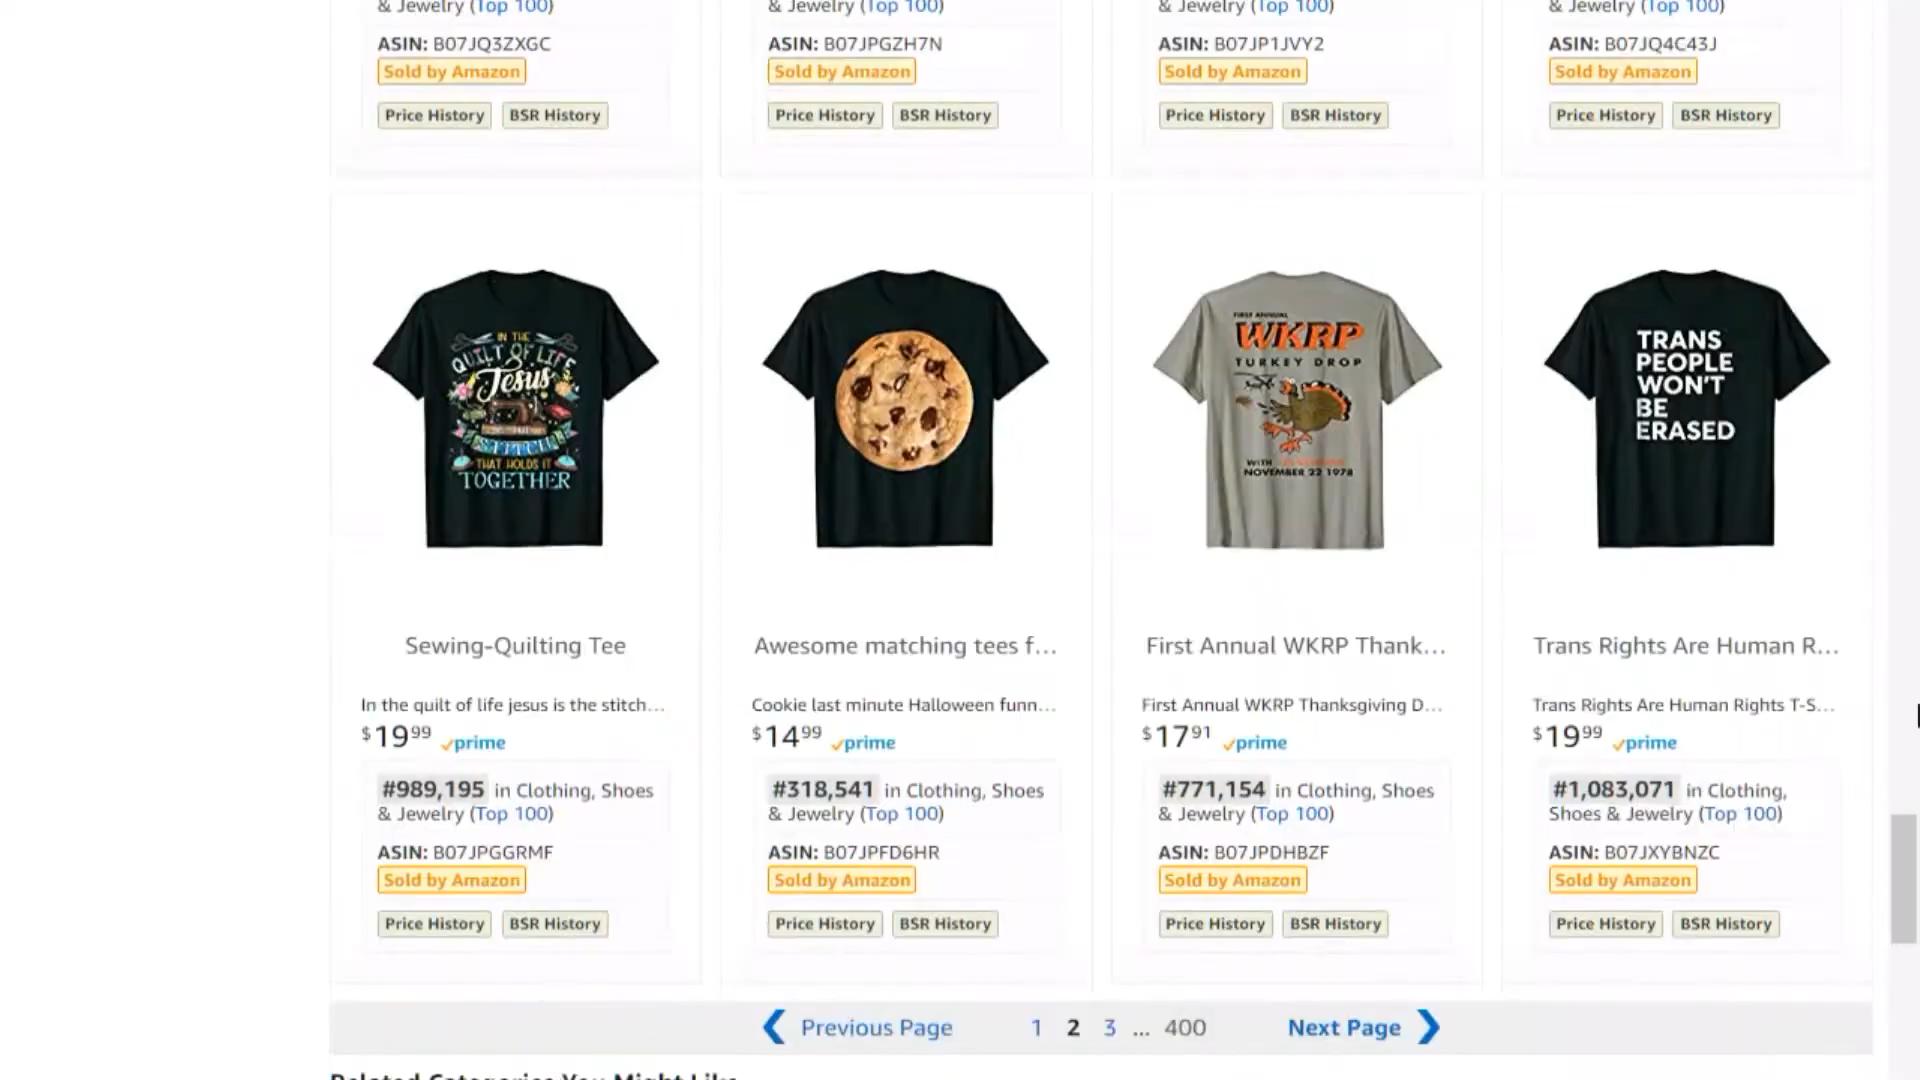 & Jewelry (Top 100)
ASIN: B07JQ3ZXGC
Sold by Amazon
Price History BSR History
& Jewelry (Top 100)
ASIN: B07JPGZH7N
Sold by Amazon
Price History BSR History
& Jewelry (Top 100)
ASIN: B07JP1JVY2
Sold by Amazon
Price History BSR History
& Jewelry (Top 100)
ASIN: B07JQ4C43J
Sold by Amazon
Price History BSR History
IN THE
QUILT OF LIFE
Jesus
STITCH
THAT HOLDS IT
TOGETHER
Sewing-Quilting Tee
In the quilt of life jesus is the stitch...
$19 99 prime
#989,195 in Clothing, Shoes
& Jewelry (Top 100)
ASIN: B07JPGGRMF
Sold by Amazon
Price History BSR History
Awesome matching tees f...
Cookie last minute Halloween funn...
$14 99 prime
#318,541 in Clothing, Shoes
& Jewelry (Top 100)
ASIN: B07JPFD6HR
Sold by Amazon
Price History BSR History
FIRST ANNUAL
WKRP
TURKEY DROP
WITH
NOVEMBER 22 1978
First Annual WKRP Thank...
First Annual WKRP Thanksgiving D...
$17 91 prime
#771,154 in Clothing, Shoes
& Jewelry (Top 100)
ASIN: B07JPDHBZF
Sold by Amazon
Price History BSR History
TRANS
PEOPLE
WON'T
BE
ERASED
Trans Rights Are Human R...
Trans Rights Are Human Rights T-S...
$19 99 prime
#1,083,071 in Clothing,
Shoes & Jewelry (Top 100)
ASIN: B07JXYBNZC
Sold by Amazon
Price History BSR History
Previous Page 1 2 3 ... 400 Next Page
Related Categories You Might Like